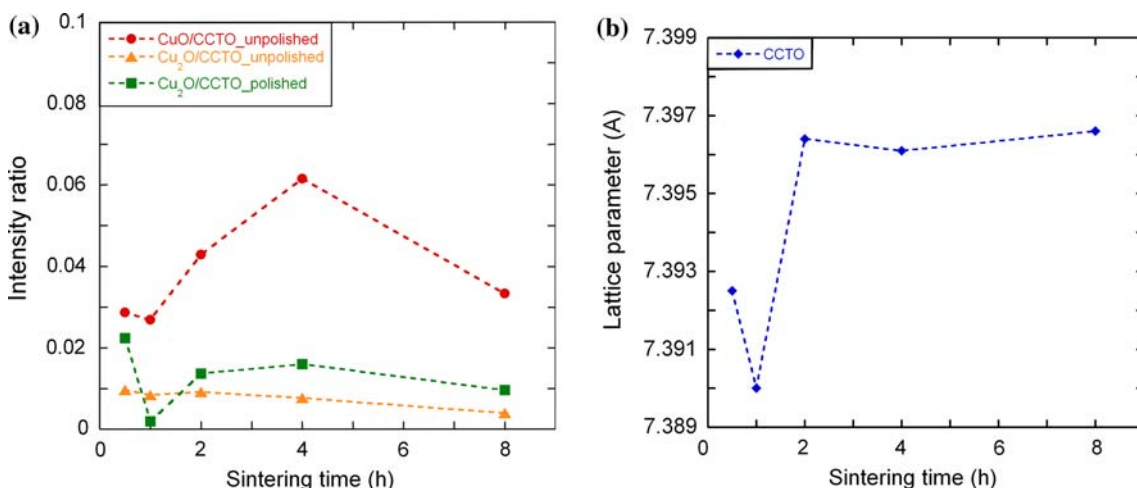 (a)
0.1
0.08
0.06
0.04
0.02
0
Intensity ratio
CuO/CCTO_unpolished
Cu₂O/CCTO_unpolished
Cu₂O/CCTO_polished
0 2 4 6 8
Sintering time (h)
(b)
7.399
7.397
7.395
7.393
7.391
7.389
Lattice parameter (A)
CCTO
0 2 4 6 8
Sintering time (h)